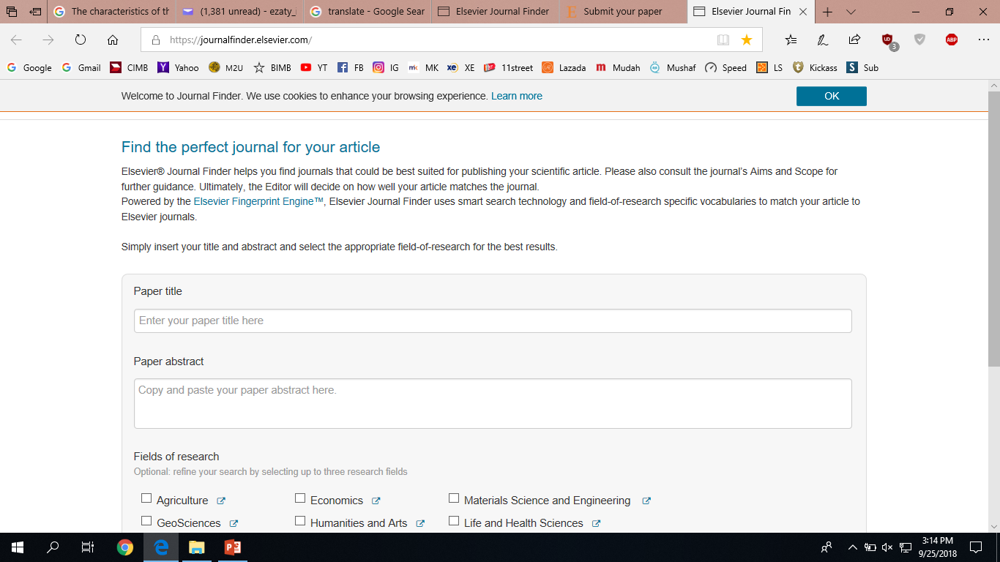 The characteristics of th
(1,381 unread) - ezaty_i
translate - Google Sear
Elsevier Journal Finder
Submit your paper
Elsevier Journal Fin
https://journalfinder.elsevier.com/
3
ABP
Google
Gmail
CIMB
Yahoo
M2U
BIMB
YT
FB
IG
MK
XE
11street
Lazada
Mudah
Mushaf
Speed
LS
Kickass
Sub
Welcome to Journal Finder. We use cookies to enhance your browsing experience. Learn more
OK
Find the perfect journal for your article
Elsevier® Journal Finder helps you find journals that could be best suited for publishing your scientific article. Please also consult the journal's Aims and Scope for
further guidance. Ultimately, the Editor will decide on how well your article matches the journal.
Powered by the Elsevier Fingerprint Engine™, Elsevier Journal Finder uses smart search technology and field-of-research specific vocabularies to match your article to
Elsevier journals.
Simply insert your title and abstract and select the appropriate field-of-research for the best results.
Paper title
Enter your paper title here
Paper abstract
Copy and paste your paper abstract here.
Fields of research
Optional: refine your search by selecting up to three research fields
Agriculture
Economics
Materials Science and Engineering
GeoSciences
Humanities and Arts
Life and Health Sciences
3:14 PM
9/25/2018